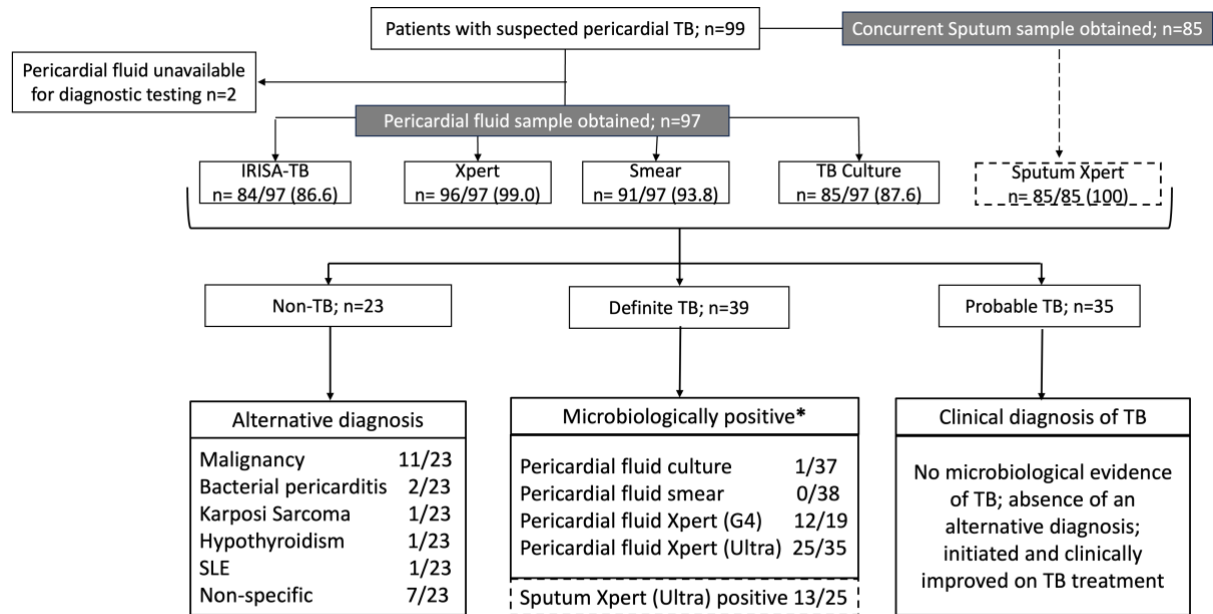 Patients with suspected pericardial TB; n=99
Concurrent Sputum sample obtained; n=85
Pericardial fluid unavailable
for diagnostic testing n=2
Pericardial fluid sample obtained; n=97
IRISA-TB
n= 84/97 (86.6)
Xpert
n= 96/97 (99.0)
Smear
n= 91/97 (93.8)
TB Culture
n= 85/97 (87.6)
Sputum Xpert
n= 85/85 (100)
Non-TB; n=23
Definite TB; n=39
Probable TB; n=35
Alternative diagnosis
Malignancy 11/23
Bacterial pericarditis 2/23
Karposi Sarcoma 1/23
Hypothyroidism 1/23
SLE 1/23
Non-specific 7/23
Microbiologically positive*
Pericardial fluid culture 1/37
Pericardial fluid smear 0/38
Pericardial fluid Xpert (G4) 12/19
Pericardial fluid Xpert (Ultra) 25/35
Sputum Xpert (Ultra) positive 13/25
Clinical diagnosis of TB
No microbiological evidence
of TB; absence of an
alternative diagnosis;
initiated and clinically
improved on TB treatment